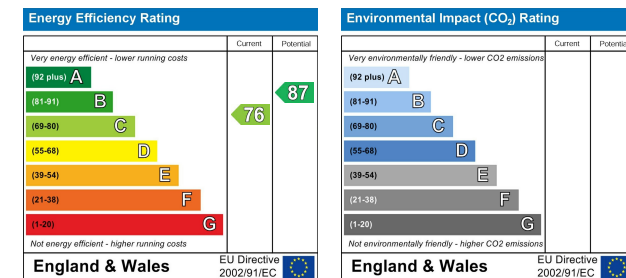 Energy Efficiency Rating
Current Potential
Very energy efficient - lower running costs
(92 plus) A
(81-91) B
(69-80) C
(55-68) D
(39-54) E
(21-38) F
(1-20) G
76
87
Not energy efficient - higher running costs
England & Wales
EU Directive
2002/91/EC
Environmental Impact (CO₂) Rating
Current Potential
Very environmentally friendly - lower CO2 emissions
(92 plus) A
(81-91) B
(69-80) C
(55-68) D
(39-54) E
(21-38) F
(1-20) G
Not environmentally friendly - higher CO2 emissions
England & Wales
EU Directive
2002/91/EC